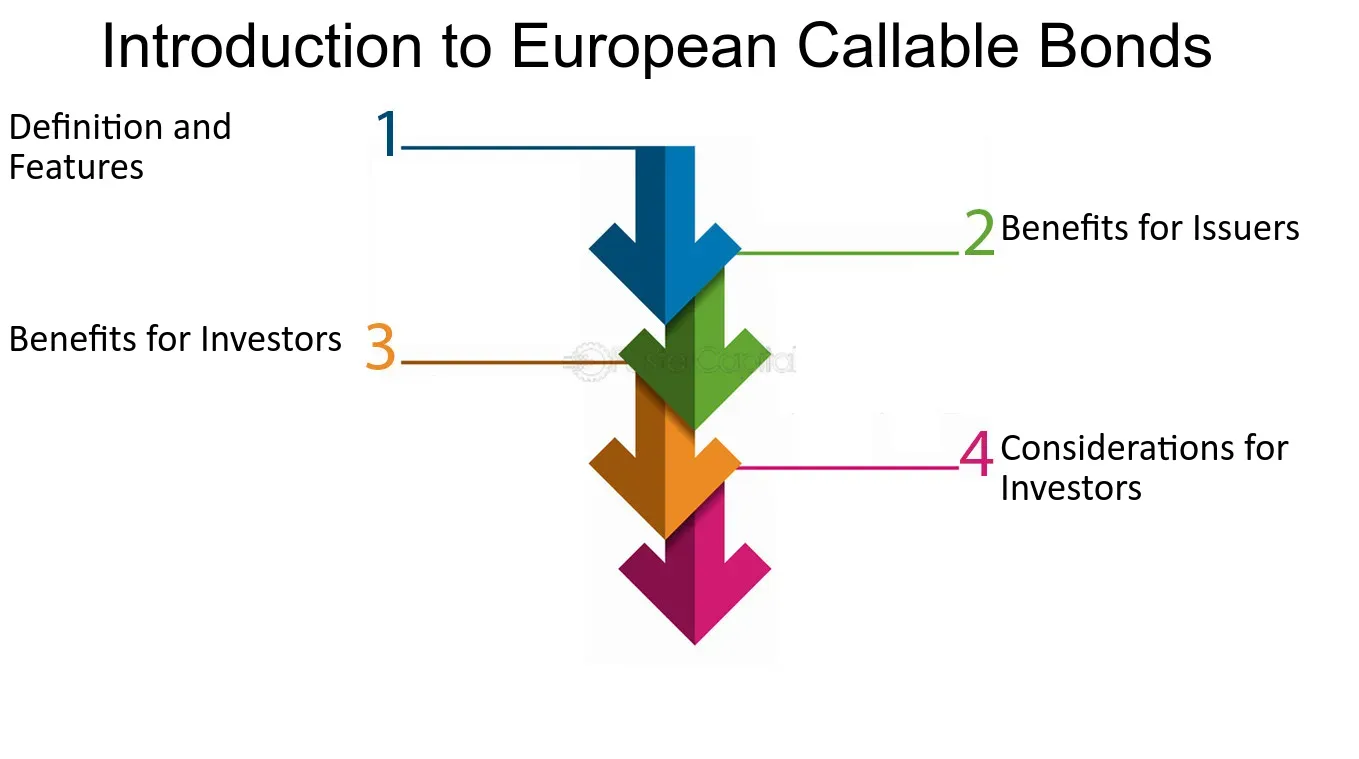 Introduction to European Callable Bonds
1
Definition and
Features
2
Benefits for Issuers
Benefits for Investors
3
4
Considerations for
Investors